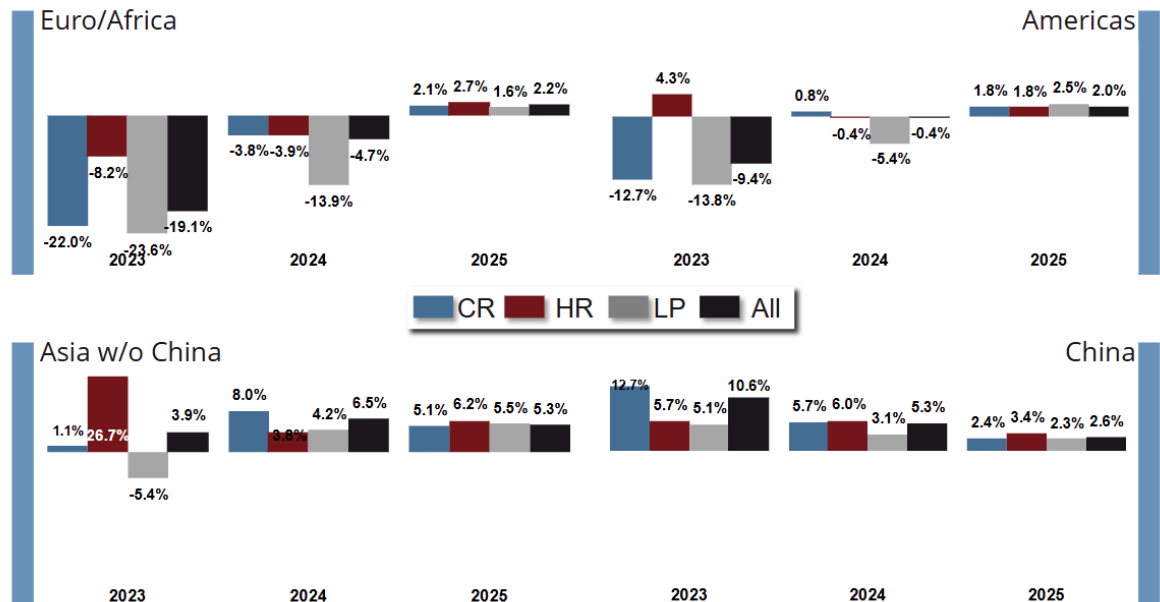 Euro/Africa
Americas
2.1% 2.7% 1.6% 2.2%
4.3%
0.8%
1.8% 1.8% 2.5% 2.0%
-22.0% -8.2% -23.6% -19.1%
-3.8% -3.9% -13.9% -4.7%
-12.7% -13.8% -9.4%
-0.4% -5.4% -0.4%
2023 2024 2025 2023 2024 2025
CR HR LP All
Asia w/o China
China
1.1% 26.7% -5.4% 3.9%
8.0% 3.8% 4.2% 6.5%
5.1% 6.2% 5.5% 5.3%
12.7% 5.7% 5.1% 10.6%
5.7% 6.0% 3.1% 5.3%
2.4% 3.4% 2.3% 2.6%
2023 2024 2025 2023 2024 2025